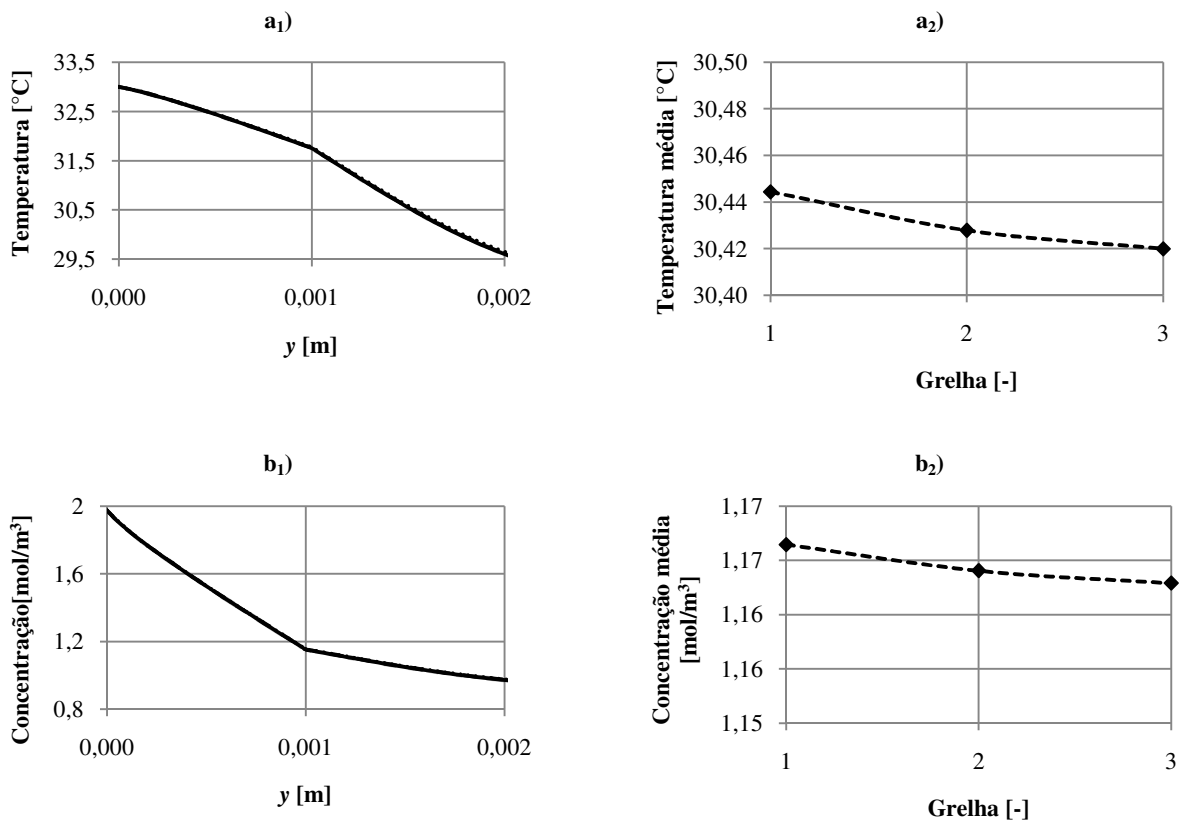 a₁)
Temperatura [°C]
33,5
32,5
31,5
30,5
29,5
0,000
0,001
0,002
y [m]
a₂)
Temperatura média [°C]
30,50
30,48
30,46
30,44
30,42
30,40
1
2
3
Grelha [-]
b₁)
Concentração[mol/m³]
2
1,6
1,2
0,8
0,000
0,001
0,002
y [m]
b₂)
Concentração média
[mol/m³]
1,17
1,17
1,16
1,16
1,15
1
2
3
Grelha [-]